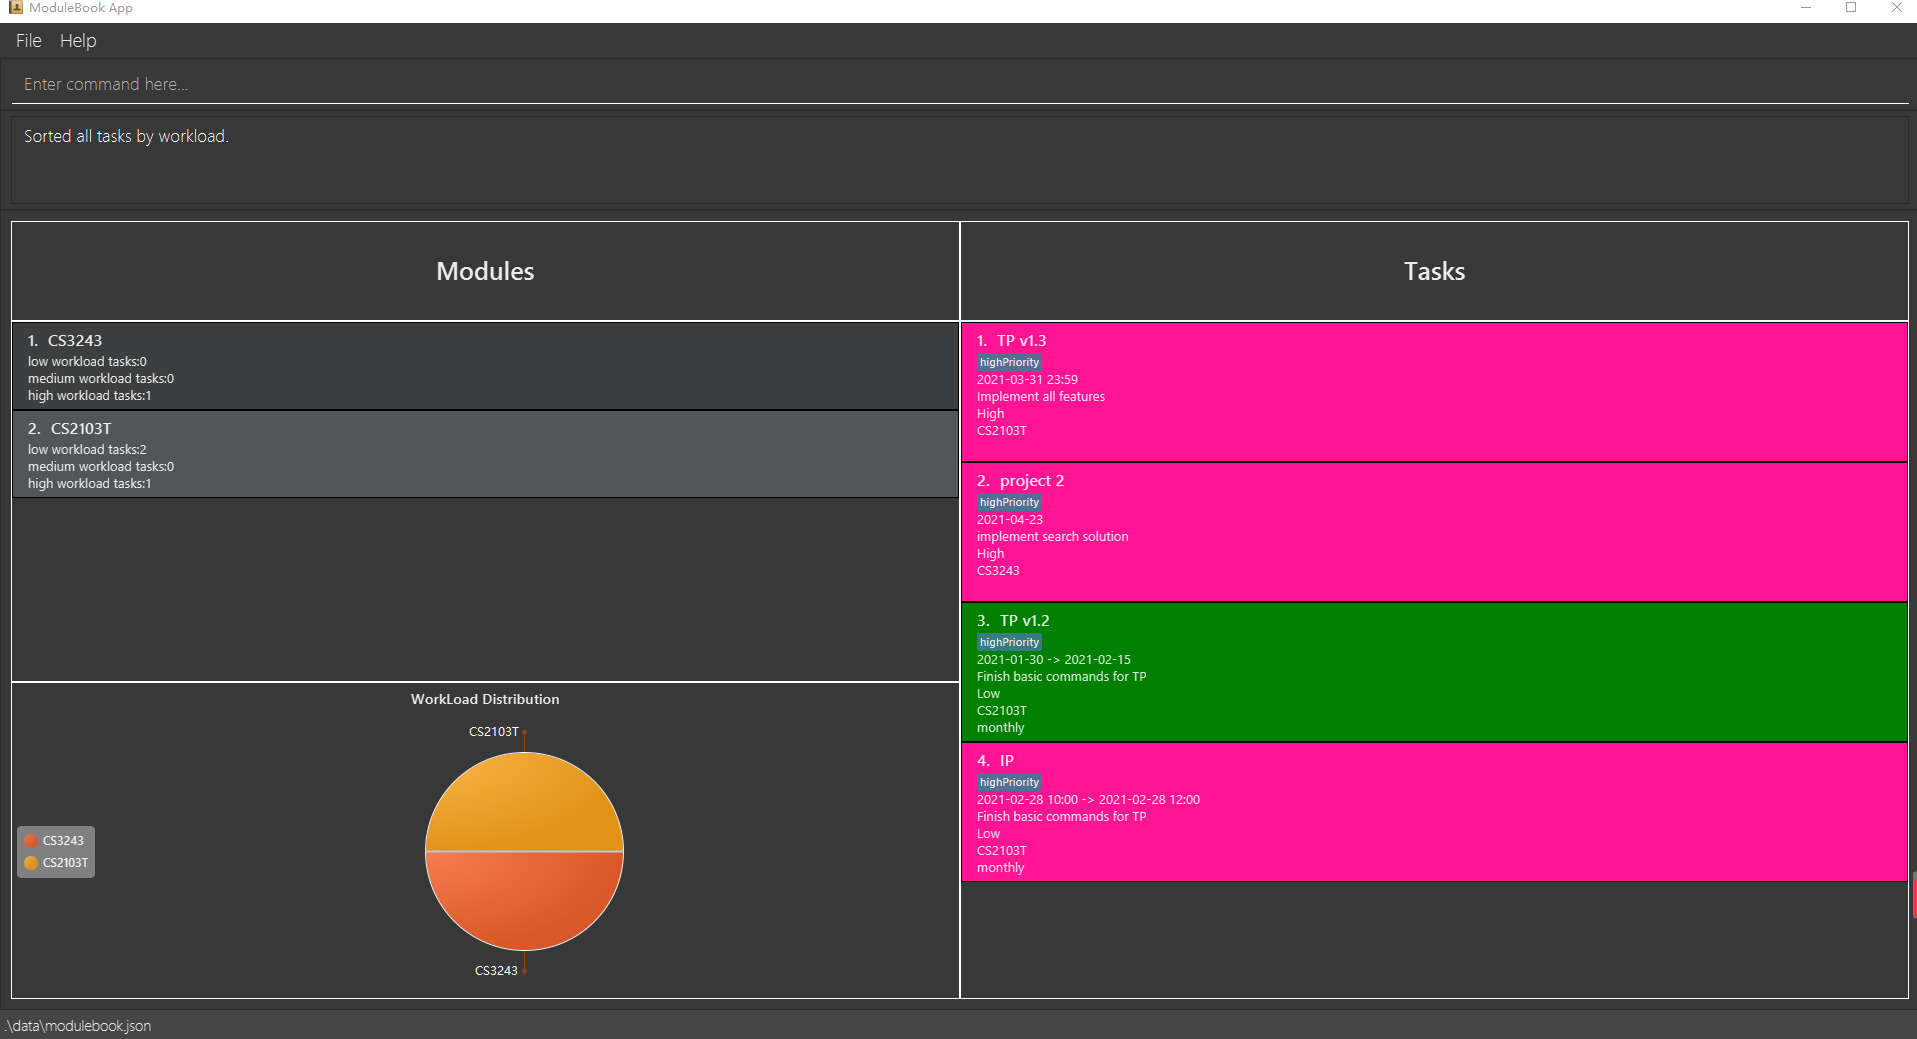 ModuleBook App
File Help
Enter command here...
Sorted all tasks by workload.
Modules
1. CS3243
low workload tasks:0
medium workload tasks:0
high workload tasks:1
2. CS2103T
low workload tasks:2
medium workload tasks:0
high workload tasks:1
WorkLoad Distribution
CS2103T
CS3243
CS2103T
CS3243
Tasks
1. TP v1.3
highPriority
2021-03-31 23:59
Implement all features
High
CS2103T
2. project 2
highPriority
2021-04-23
implement search solution
High
CS3243
3. TP v1.2
highPriority
2021-01-30 -> 2021-02-15
Finish basic commands for TP
Low
CS2103T
monthly
4. IP
highPriority
2021-02-28 10:00 -> 2021-02-28 12:00
Finish basic commands for TP
Low
CS2103T
monthly
.\data\modulebook.json